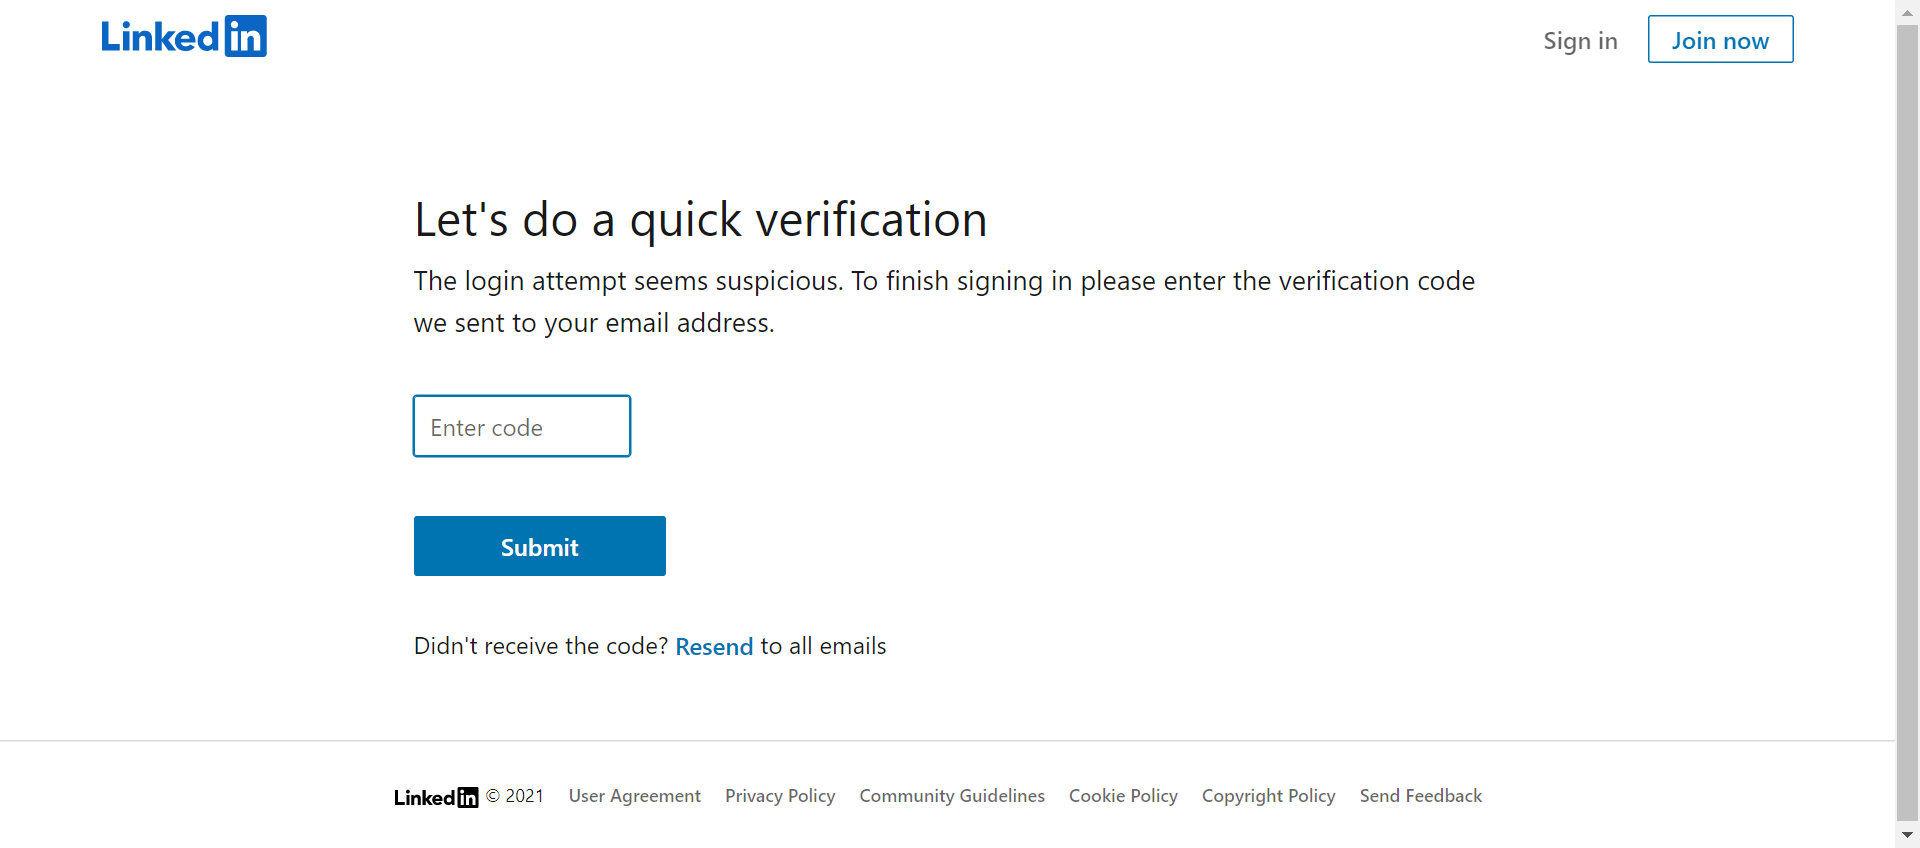 LinkedIn
Sign in
Join now
Let's do a quick verification
The login attempt seems suspicious. To finish signing in please enter the verification code
we sent to your email address.
Enter code
Submit
Didn't receive the code? Resend to all emails
LinkedIn © 2021 User Agreement Privacy Policy Community Guidelines Cookie Policy Copyright Policy Send Feedback